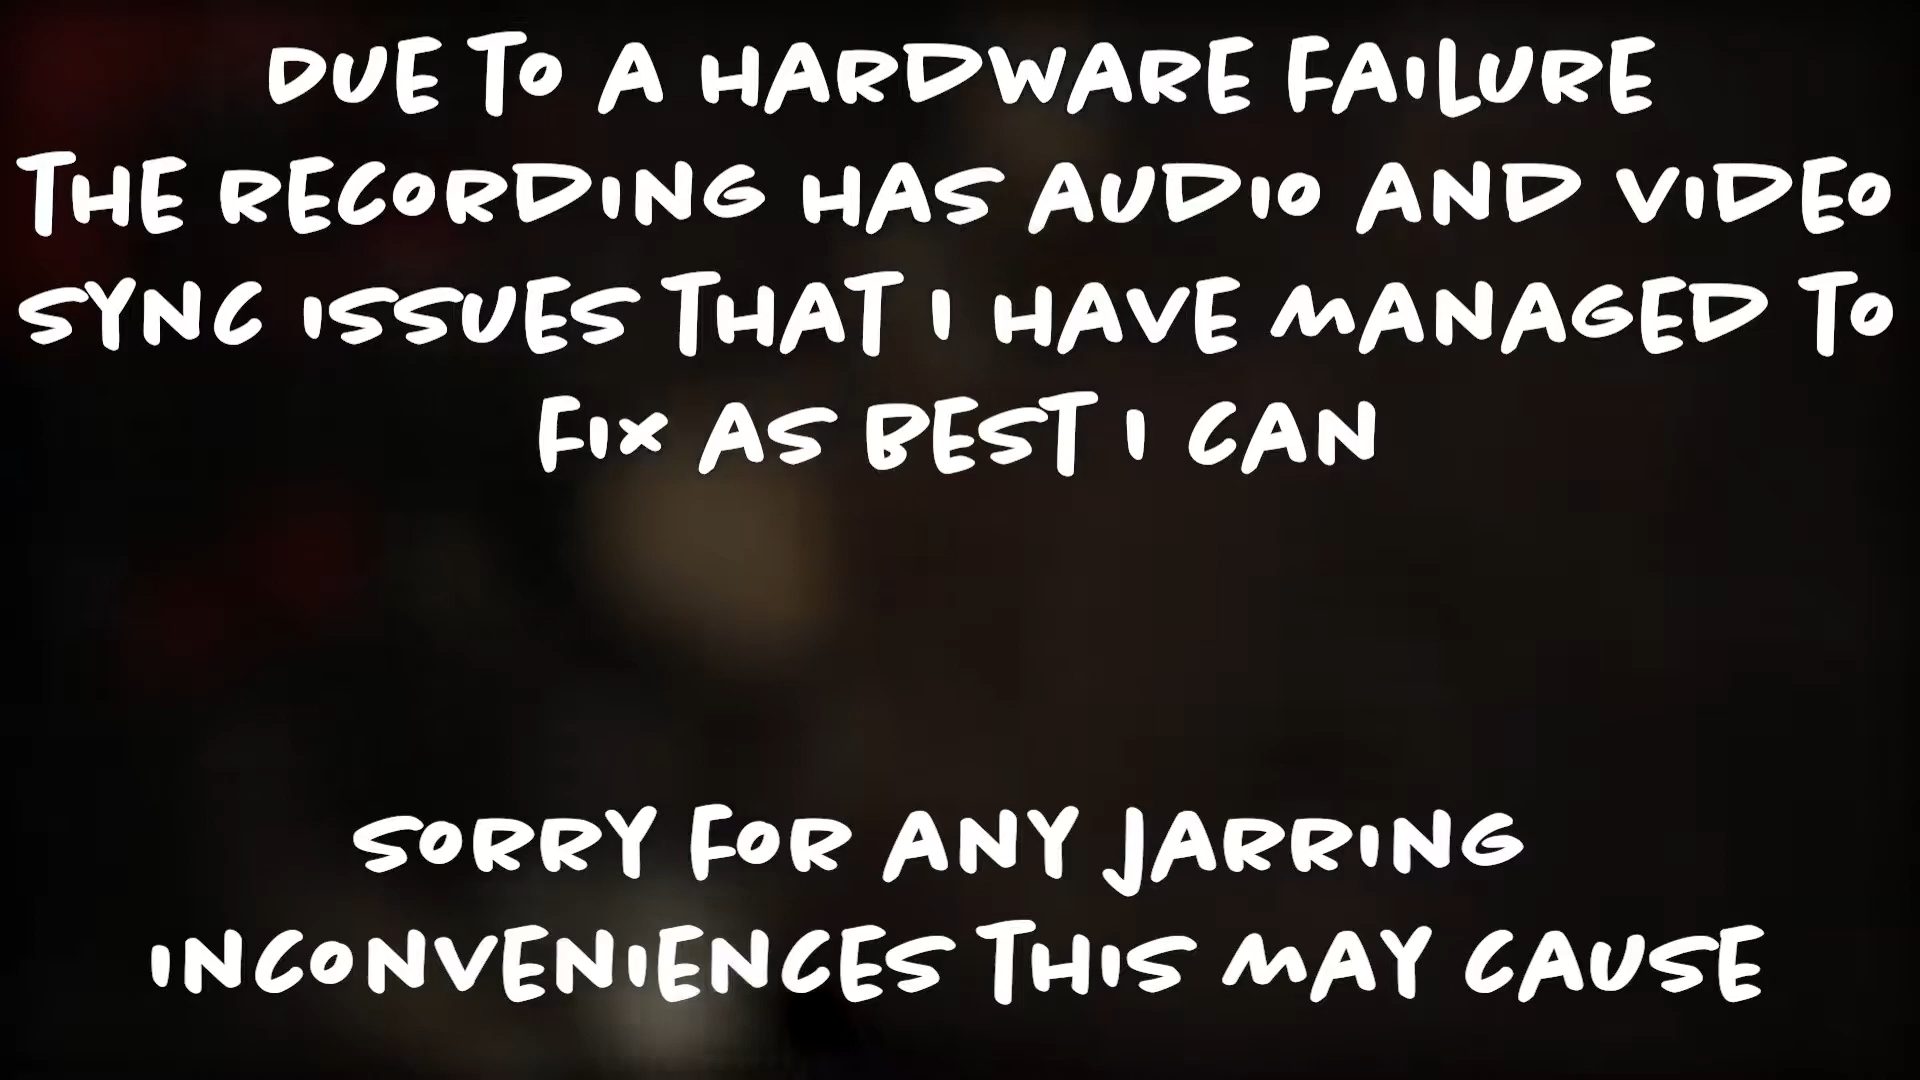 DUE TO A HARDWARE FAILURE
THE RECORDING HAS AUDIO AND VIDEO
SYNC ISSUES THAT I HAVE MANAGED TO
FIX AS BEST I CAN
SORRY FOR ANY JARRING
INCONVENIENCES THIS MAY CAUSE